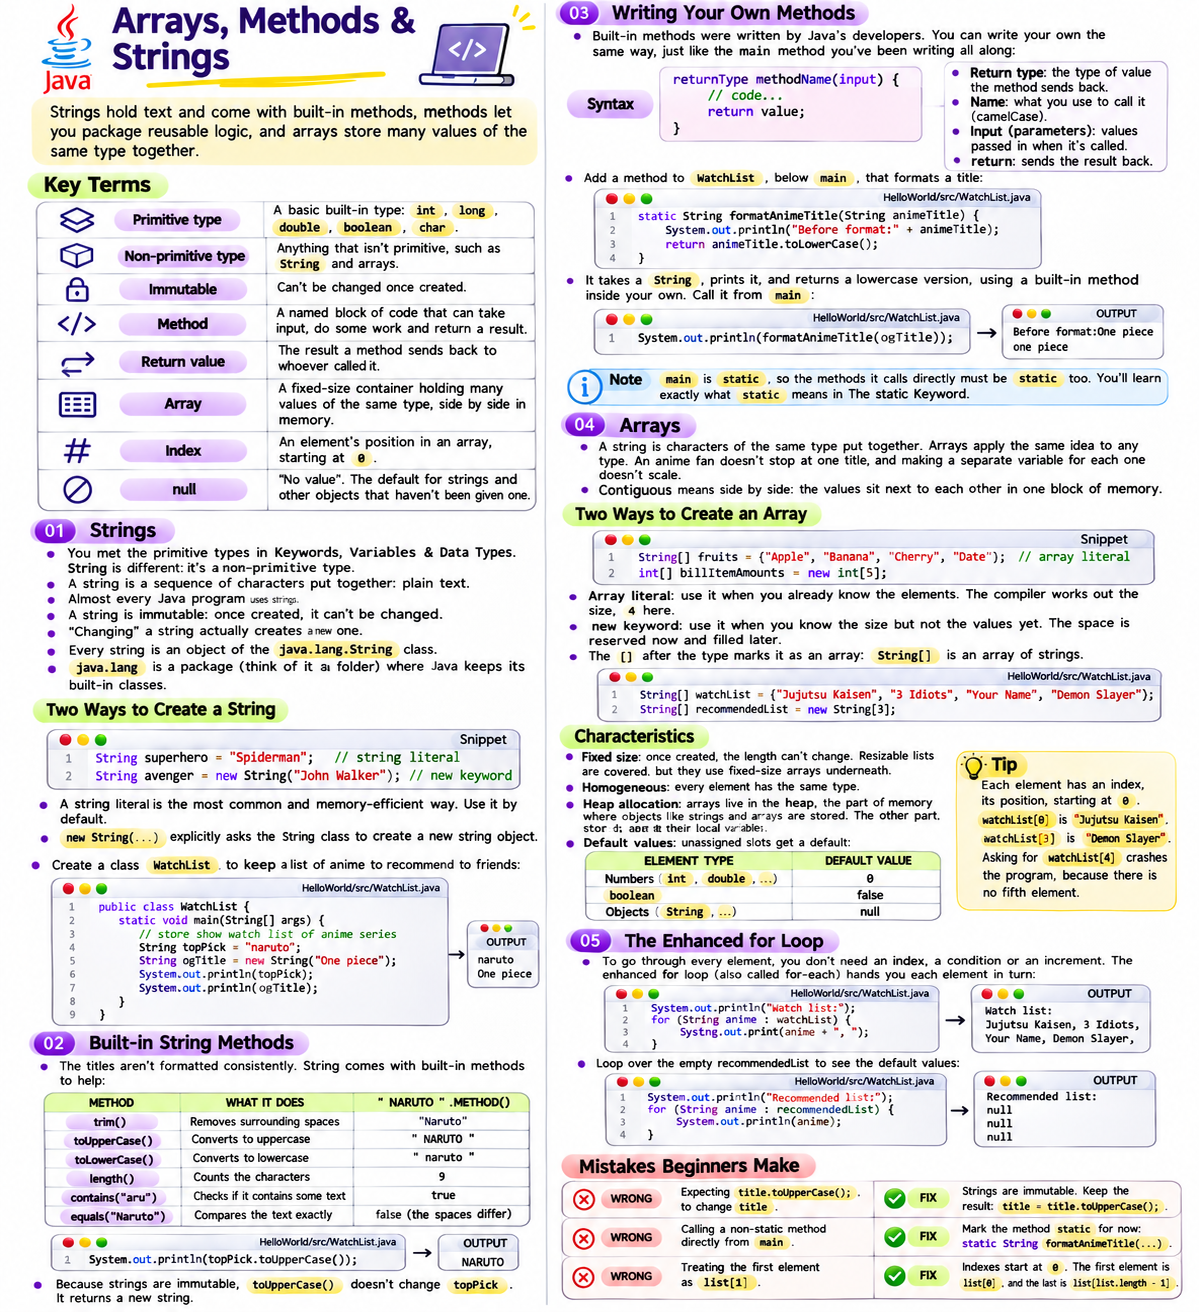 Java
Arrays, Methods &
Strings
</>
Strings hold text and come with built-in methods, methods let
you package reusable logic, and arrays store many values of the
same type together.
Key Terms
Primitive type
A basic built-in type: int, long,
double, boolean, char.
Non-primitive type
Anything that isn't primitive, such as
String and arrays.
Immutable
Can't be changed once created.
</> Method
A named block of code that can take
input, do some work and return a result.
Return value
The result a method sends back to
whoever called it.
Array
A fixed-size container holding many
values of the same type, side by side in
memory.
# Index
An element's position in an array,
starting at 0.
null
"No value". The default for strings and
other objects that haven't been given one.
01 Strings
• You met the primitive types in Keywords, Variables & Data Types.
String is different: it's a non-primitive type.
• A string is a sequence of characters put together: plain text.
• Almost every Java program uses strings.
• A string is immutable: once created, it can't be changed.
• "Changing" a string actually creates a new one.
• Every string is an object of the java.lang.String class.
• java.lang is a package (think of it a folder) where Java keeps its
built-in classes.
Two Ways to Create a String
Snippet
1 String superhero = "Spiderman"; // string literal
2 String avenger = new String("John Walker"); // new keyword
• A string literal is the most common and memory-efficient way. Use it by
default.
• new String(...) explicitly asks the String class to create a new string object.
• Create a class WatchList . to keep a list of anime to recommend to friends:
HelloWorld/src/WatchList.java
1 public class WatchList {
2 static void main(String[] args) {
3 // store show watch list of anime series
4 String topPick = "naruto";
5 String ogTitle = new String("One piece");
6 System.out.println(topPick);
7 System.out.println(ogTitle);
8 }
9 }
OUTPUT
naruto
One piece
02 Built-in String Methods
• The titles aren't formatted consistently. String comes with built-in methods
to help:
METHOD WHAT IT DOES " NARUTO " .METHOD()
trim() Removes surrounding spaces "Naruto"
toUpperCase() Converts to uppercase " NARUTO "
toLowerCase() Converts to lowercase " naruto "
length() Counts the characters 9
contains("aru") Checks if it contains some text true
equals("Naruto") Compares the text exactly false (the spaces differ)
HelloWorld/src/WatchList.java
1 System.out.println(topPick.toUpperCase());
OUTPUT
NARUTO
• Because strings are immutable, toUpperCase() doesn't change topPick .
It returns a new string.
03 Writing Your Own Methods
• Built-in methods were written by Java's developers. You can write your own the
same way, just like the main method you've been writing all along:
Syntax
returnType methodName(input) {
// code...
return value;
}
• Return type: the type of value
the method sends back.
• Name: what you use to call it
(camelCase).
• Input (parameters): values
passed in when it's called.
• return: sends the result back.
• Add a method to WatchList , below main , that formats a title:
HelloWorld/src/WatchList.java
1 static String formatAnimeTitle(String animeTitle) {
2 System.out.println("Before format:" + animeTitle);
3 return animeTitle.toLowerCase();
4 }
• It takes a String , prints it, and returns a lowercase version, using a built-in method
inside your own. Call it from main :
HelloWorld/src/WatchList.java
1 System.out.println(formatAnimeTitle(ogTitle));
OUTPUT
Before format:One piece
one piece
i Note main is static , so the methods it calls directly must be static too. You'll learn
exactly what static means in The static Keyword.
04 Arrays
• A string is characters of the same type put together. Arrays apply the same idea to any
type. An anime fan doesn't stop at one title, and making a separate variable for each one
doesn't scale.
• Contiguous means side by side: the values sit next to each other in one block of memory.
Two Ways to Create an Array
Snippet
1 String[] fruits = {"Apple", "Banana", "Cherry", "Date"); // array literal
2 int[] billItemAmounts = new int[5];
• Array literal: use it when you already know the elements. The compiler works out the
size, 4 here.
• new keyword: use it when you know the size but not the values yet. The space is
reserved now and filled later.
• The [] after the type marks it as an array: String[] is an array of strings.
HelloWorld/src/WatchList.java
1 String[] watchList = {"Jujutsu Kaisen", "3 Idiots", "Your Name", "Demon Slayer");
2 String[] recommendedList = new String[3];
Characteristics
• Fixed size: once created, the length can't change. Resizable lists
are covered. but they use fixed-size arrays underneath.
• Homogeneous: every element has the same type.
• Heap allocation: arrays live in the heap, the part of memory
where objects like strings and arrays are stored. The other part.
their local variables.
• Default values: unassigned slots get a default:
ELEMENT TYPE DEFAULT VALUE
Numbers ( int , double , ...) 0
boolean false
Objects ( String , ...) null
Tip
Each element has an index,
its position, starting at 0 .
watchList[0] is "Jujutsu Kaisen".
watchList[3] is "Demon Slayer".
Asking for watchList[4] crashes
the program, because there is
no fifth element.
05 The Enhanced for Loop
• To go through every element, you don't need an index, a condition or an increment. The
enhanced for loop (also called for-each) hands you each element in turn:
HelloWorld/src/WatchList.java
1 System.out.println("Watch list:");
2 for (String anime : watchList) {
3 Systng.out.print(anime + ", ");
4 }
OUTPUT
Watch list:
Jujutsu Kaisen, 3 Idiots,
Your Name, Demon Slayer,
• Loop over the empty recommendedList to see the default values:
HelloWorld/src/WatchList.java
1 System.out.println("Recommended list:");
2 for (String anime : recommendedList) {
3 System.out.println(anime);
4 }
OUTPUT
Recommended list:
null
null
null
Mistakes Beginners Make
WRONG
Expecting title.toUpperCase(); .
to change title .
FIX
Strings are immutable. Keep the
result: title = title.toUpperCase(); .
WRONG
Calling a non-static method
directly from main .
FIX
Mark the method static for now:
static String formatAnimeTitle(...) .
WRONG
Treating the first element
as list[1] .
FIX
Indexes start at 0 . The first element is
list[0] , and the last is list[list.length - 1] .